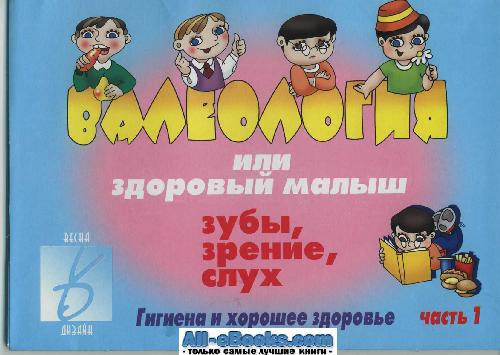 ВАЛЕОЛОГИЯ
или
здоровый малыш
зубы,
зрение,
слух
ВЕСНА
ДИЗАЙН
Гигиена и хорошее здоровье часть 1
All-eBooks.com
- только самые лучшие книги -